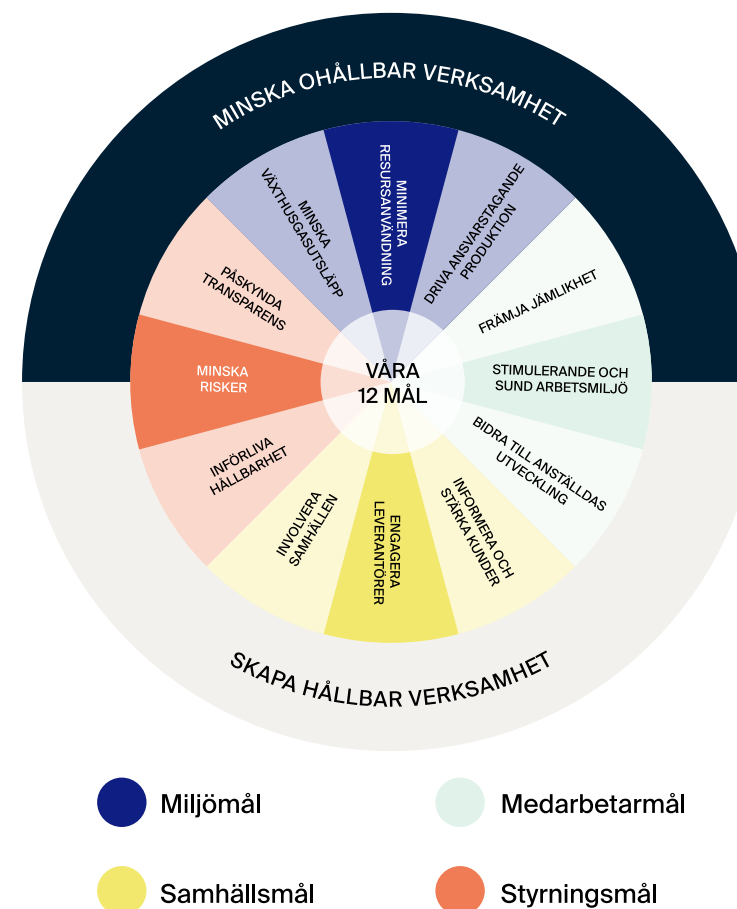 MINSKA OHÅLLBAR VERKSAMHET
MINSKA
VÄXTHUSGASUTSLÄPP
MINIMERA
RESURSANVÄNDNING
DRIVA ANSVARSTAGANDE
PRODUKTION
FRÄMJA JÄMLIKHET
STIMULERANDE OCH
SUND ARBETSMILJÖ
BIDRA TILL ANSTÄLLDAS
UTVECKLING
INFORMERA OCH
STÄRKA KUNDER
ENGAGERA
LEVERANTÖRER
INVOLVERA
SAMHÄLLEN
INFÖRLIVA
HÅLLBARHET
MINSKA
RISKER
PÅSKYNDA
TRANSPARENS
VÅRA
12 MÅL
SKAPA HÅLLBAR VERKSAMHET
Miljömål
Medarbetarmål
Samhällsmål
Styrningsmål